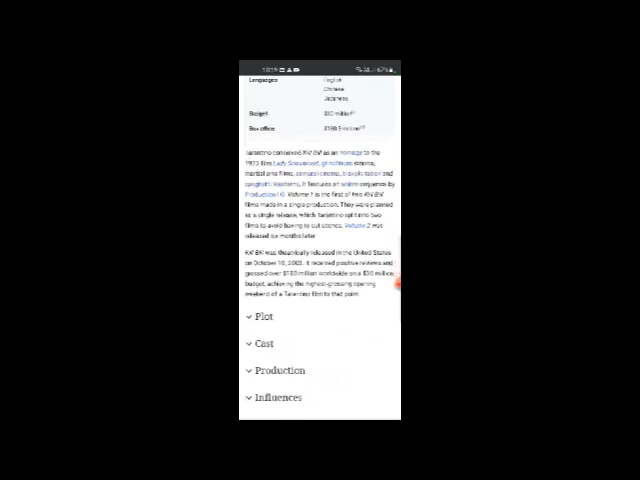 Languages English
Chinese
Japanese
Budget $30 million
Box office
Tarantino conceived Kill Bill as an homage to the
1973 film Lady Snowblood, grindhouse cinema,
martial arts films, samurai cinema, blaxploitation and
spaghetti westerns. It features an anime sequence by
Production I.G. Volume 1 is the first of two Kill Bill
films made in a single production. They were planned
as a single release, which Tarantino split into two
films to avoid having to cut scenes. Volume 2 was
released six months later.
Kill Bill was theatrically released in the United States
on October 10, 2003. It received positive reviews and
grossed over $180 million worldwide on a $30 million
budget, achieving the highest-grossing opening
weekend of a Tarantino film to that point.
Plot
Cast
Production
Influences